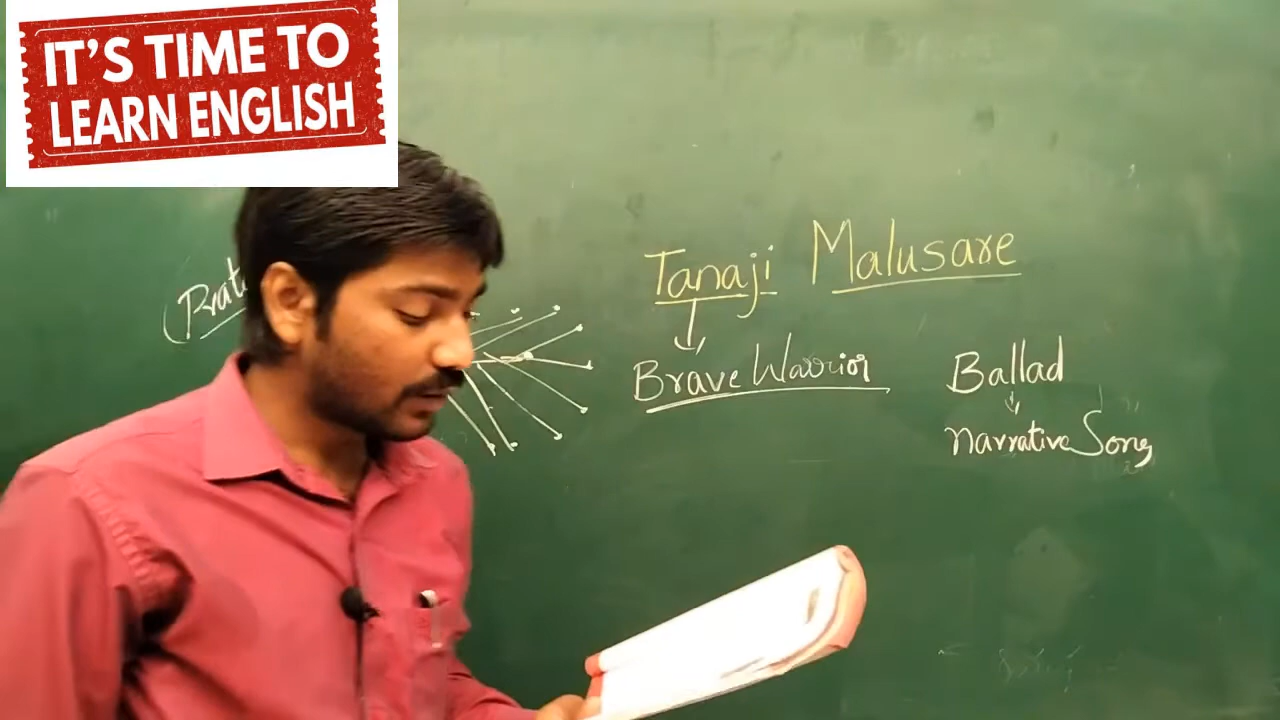 IT'S TIME TO
LEARN ENGLISH
Tanaji Malusare
Brave Warrior
Ballad
Narrative Song